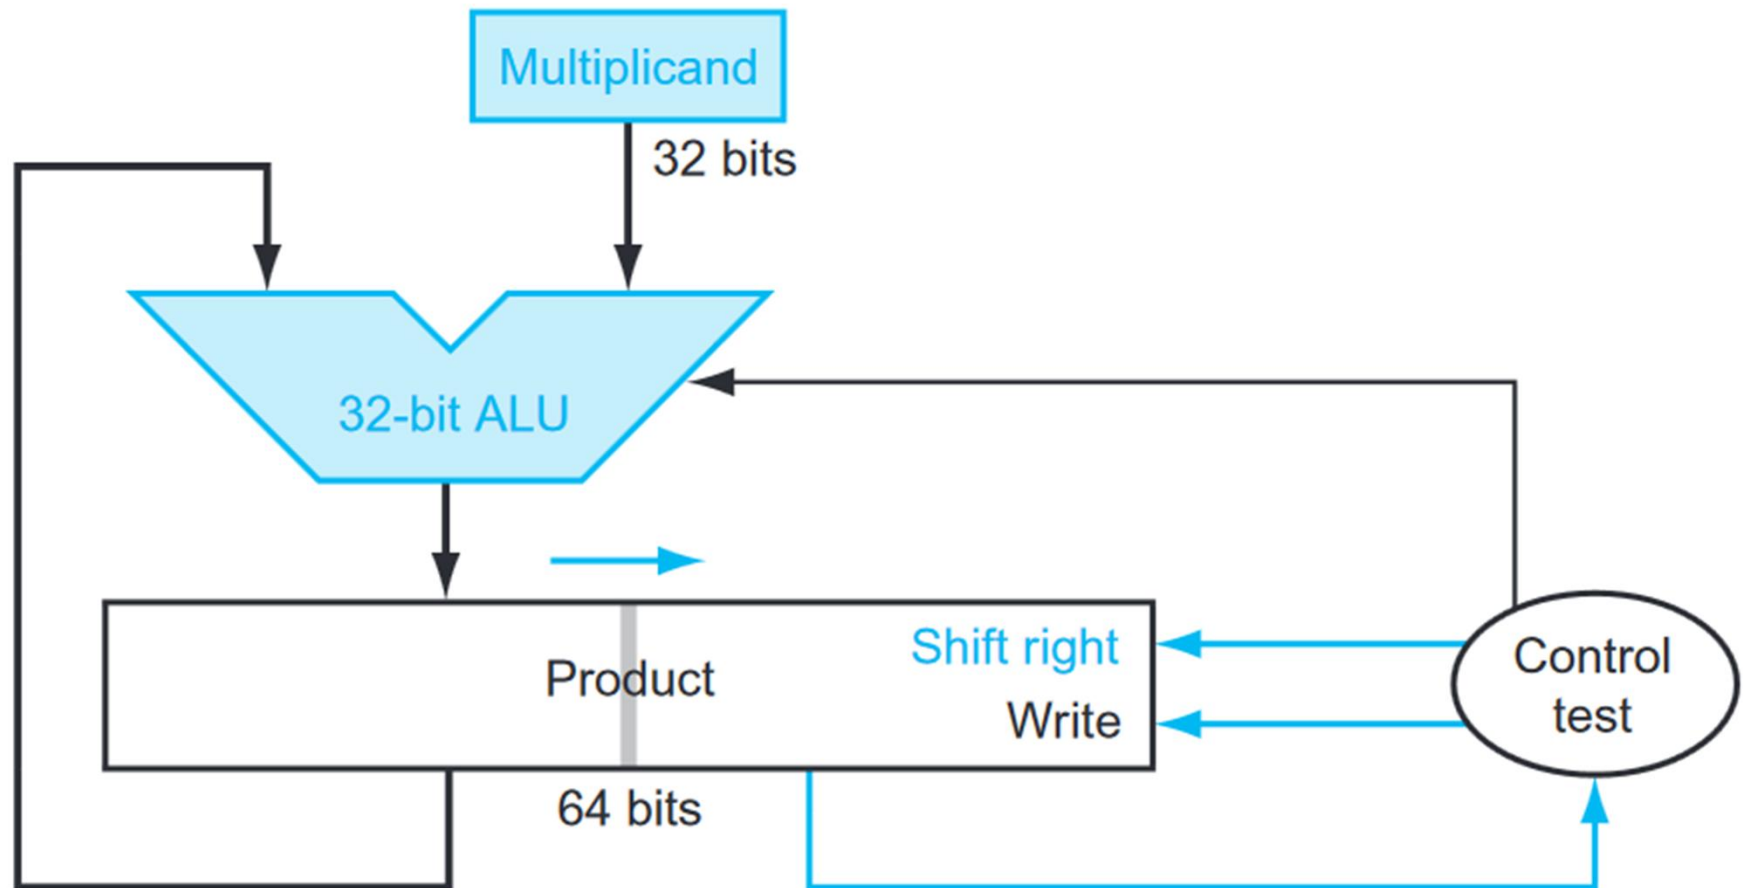 Multiplicand
32 bits
32-bit ALU
Product
Shift right
Write
64 bits
Control
test